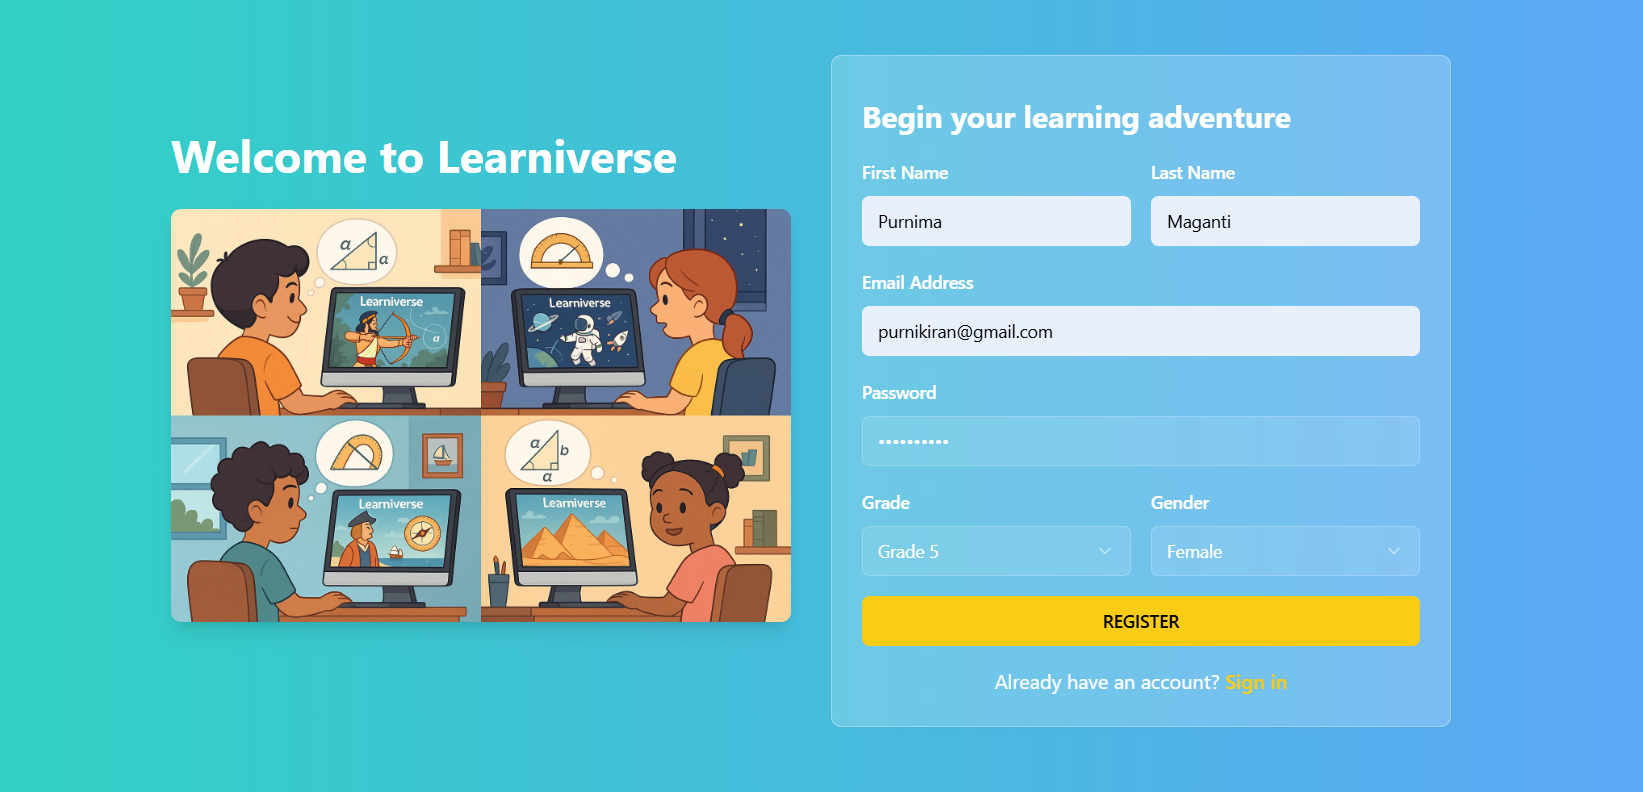 Welcome to Learniverse
a
a
Learniverse
a
Learniverse
Learniverse
a
b
a
Learniverse
Begin your learning adventure
First Name Last Name
Purnima Maganti
Email Address
purnikiran@gmail.com
Password
••••••••••
Grade Gender
Grade 5 Female
REGISTER
Already have an account? Sign in